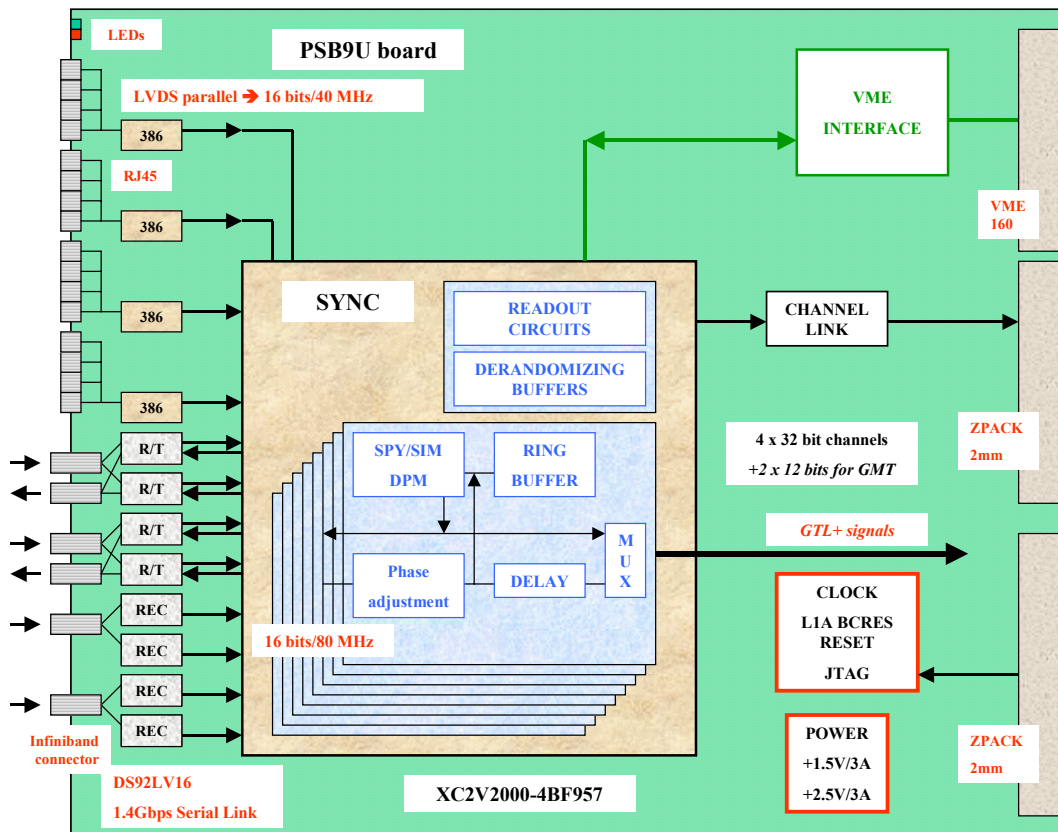 LEDs
PSB9U board
LVDS parallel ➔ 16 bits/40 MHz
386
RJ45
386
386
386
VME
INTERFACE
VME
160
SYNC
READOUT
CIRCUITS
DERANDOMIZING
BUFFERS
CHANNEL
LINK
R/T
R/T
R/T
R/T
REC
REC
REC
REC
SPY/SIM
DPM
RING
BUFFER
Phase
adjustment
DELAY
M
U
X
16 bits/80 MHz
4 x 32 bit channels
+2 x 12 bits for GMT
ZPACK
2mm
GTL+ signals
CLOCK
L1A BCRES
RESET
JTAG
POWER
+1.5V/3A
+2.5V/3A
ZPACK
2mm
Infiniband
connector
DS92LV16
1.4Gbps Serial Link
XC2V2000-4BF957